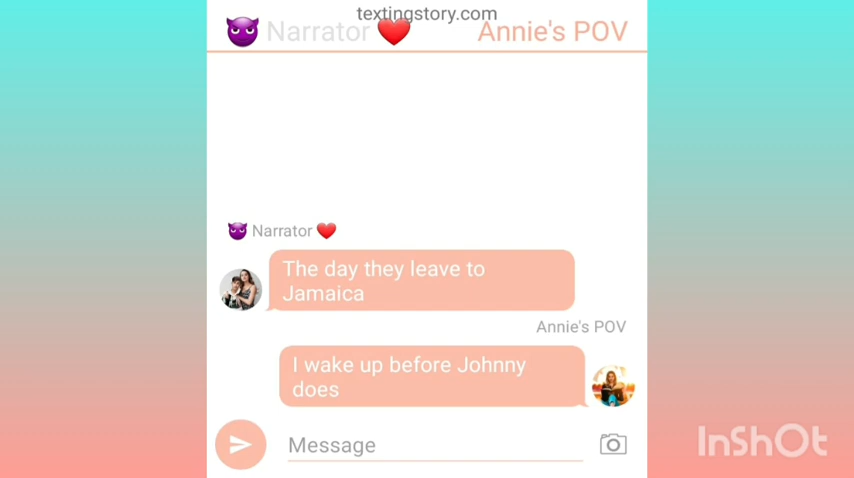 textingstory.com
😈 Narrator ❤️ Annie's POV
😈 Narrator ❤️
The day they leave to
Jamaica
Annie's POV
I wake up before Johnny
does
Message
InShOt